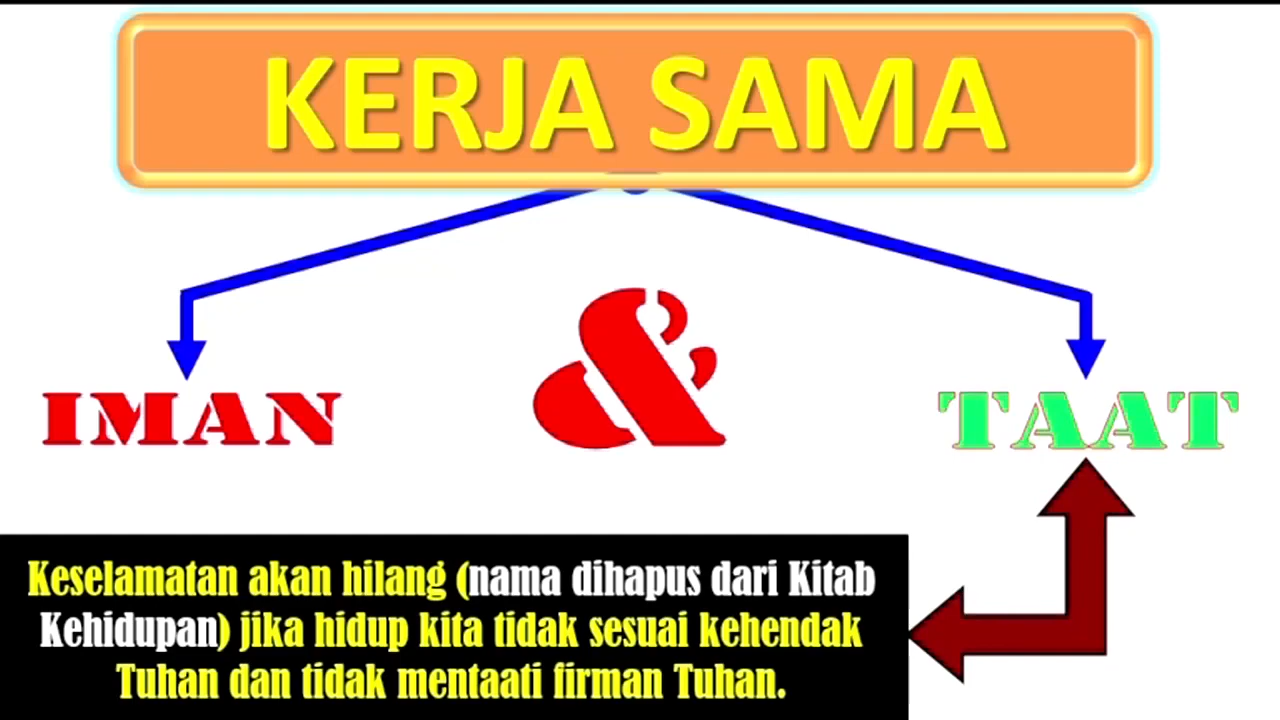 KERJA SAMA
IMAN & TAAT
Keselamatan akan hilang (nama dihapus dari Kitab
Kehidupan) jika hidup kita tidak sesuai kehendak
Tuhan dan tidak mentaati firman Tuhan.